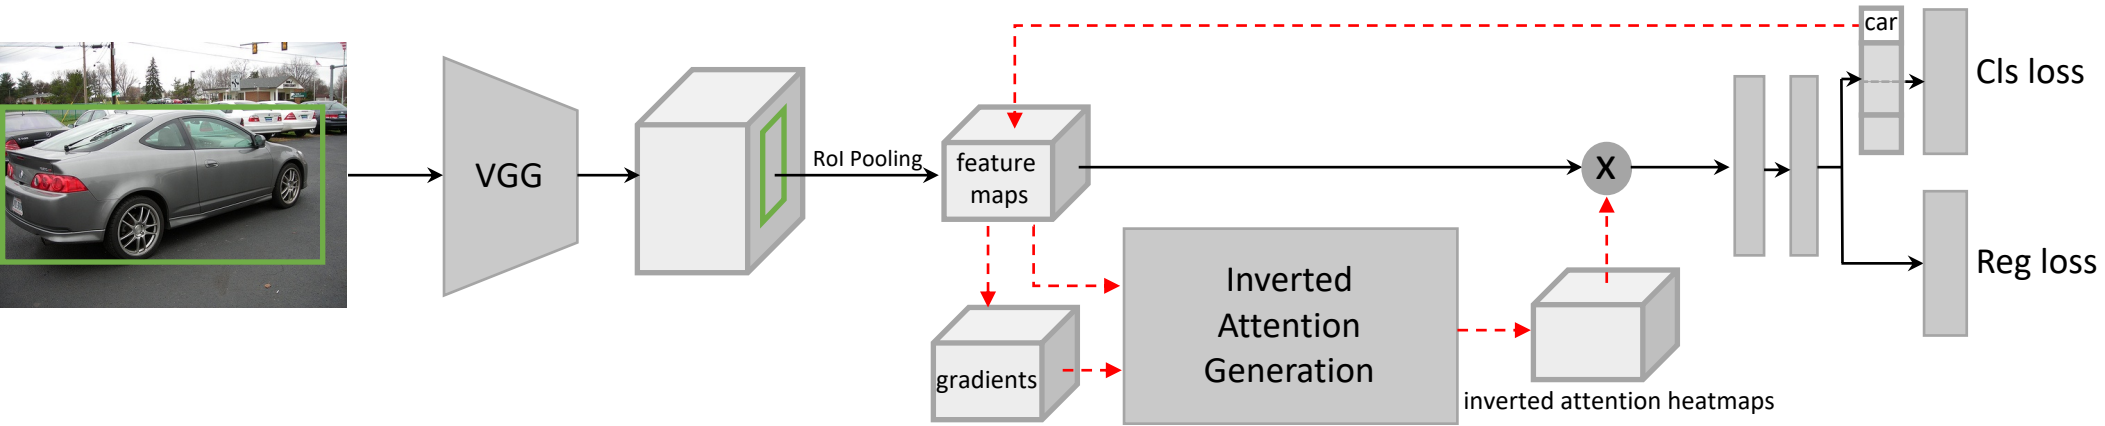 car
Cls loss
VGG
RoI Pooling
feature
maps
X
Inverted
Attention
Generation
Reg loss
gradients
inverted attention heatmaps